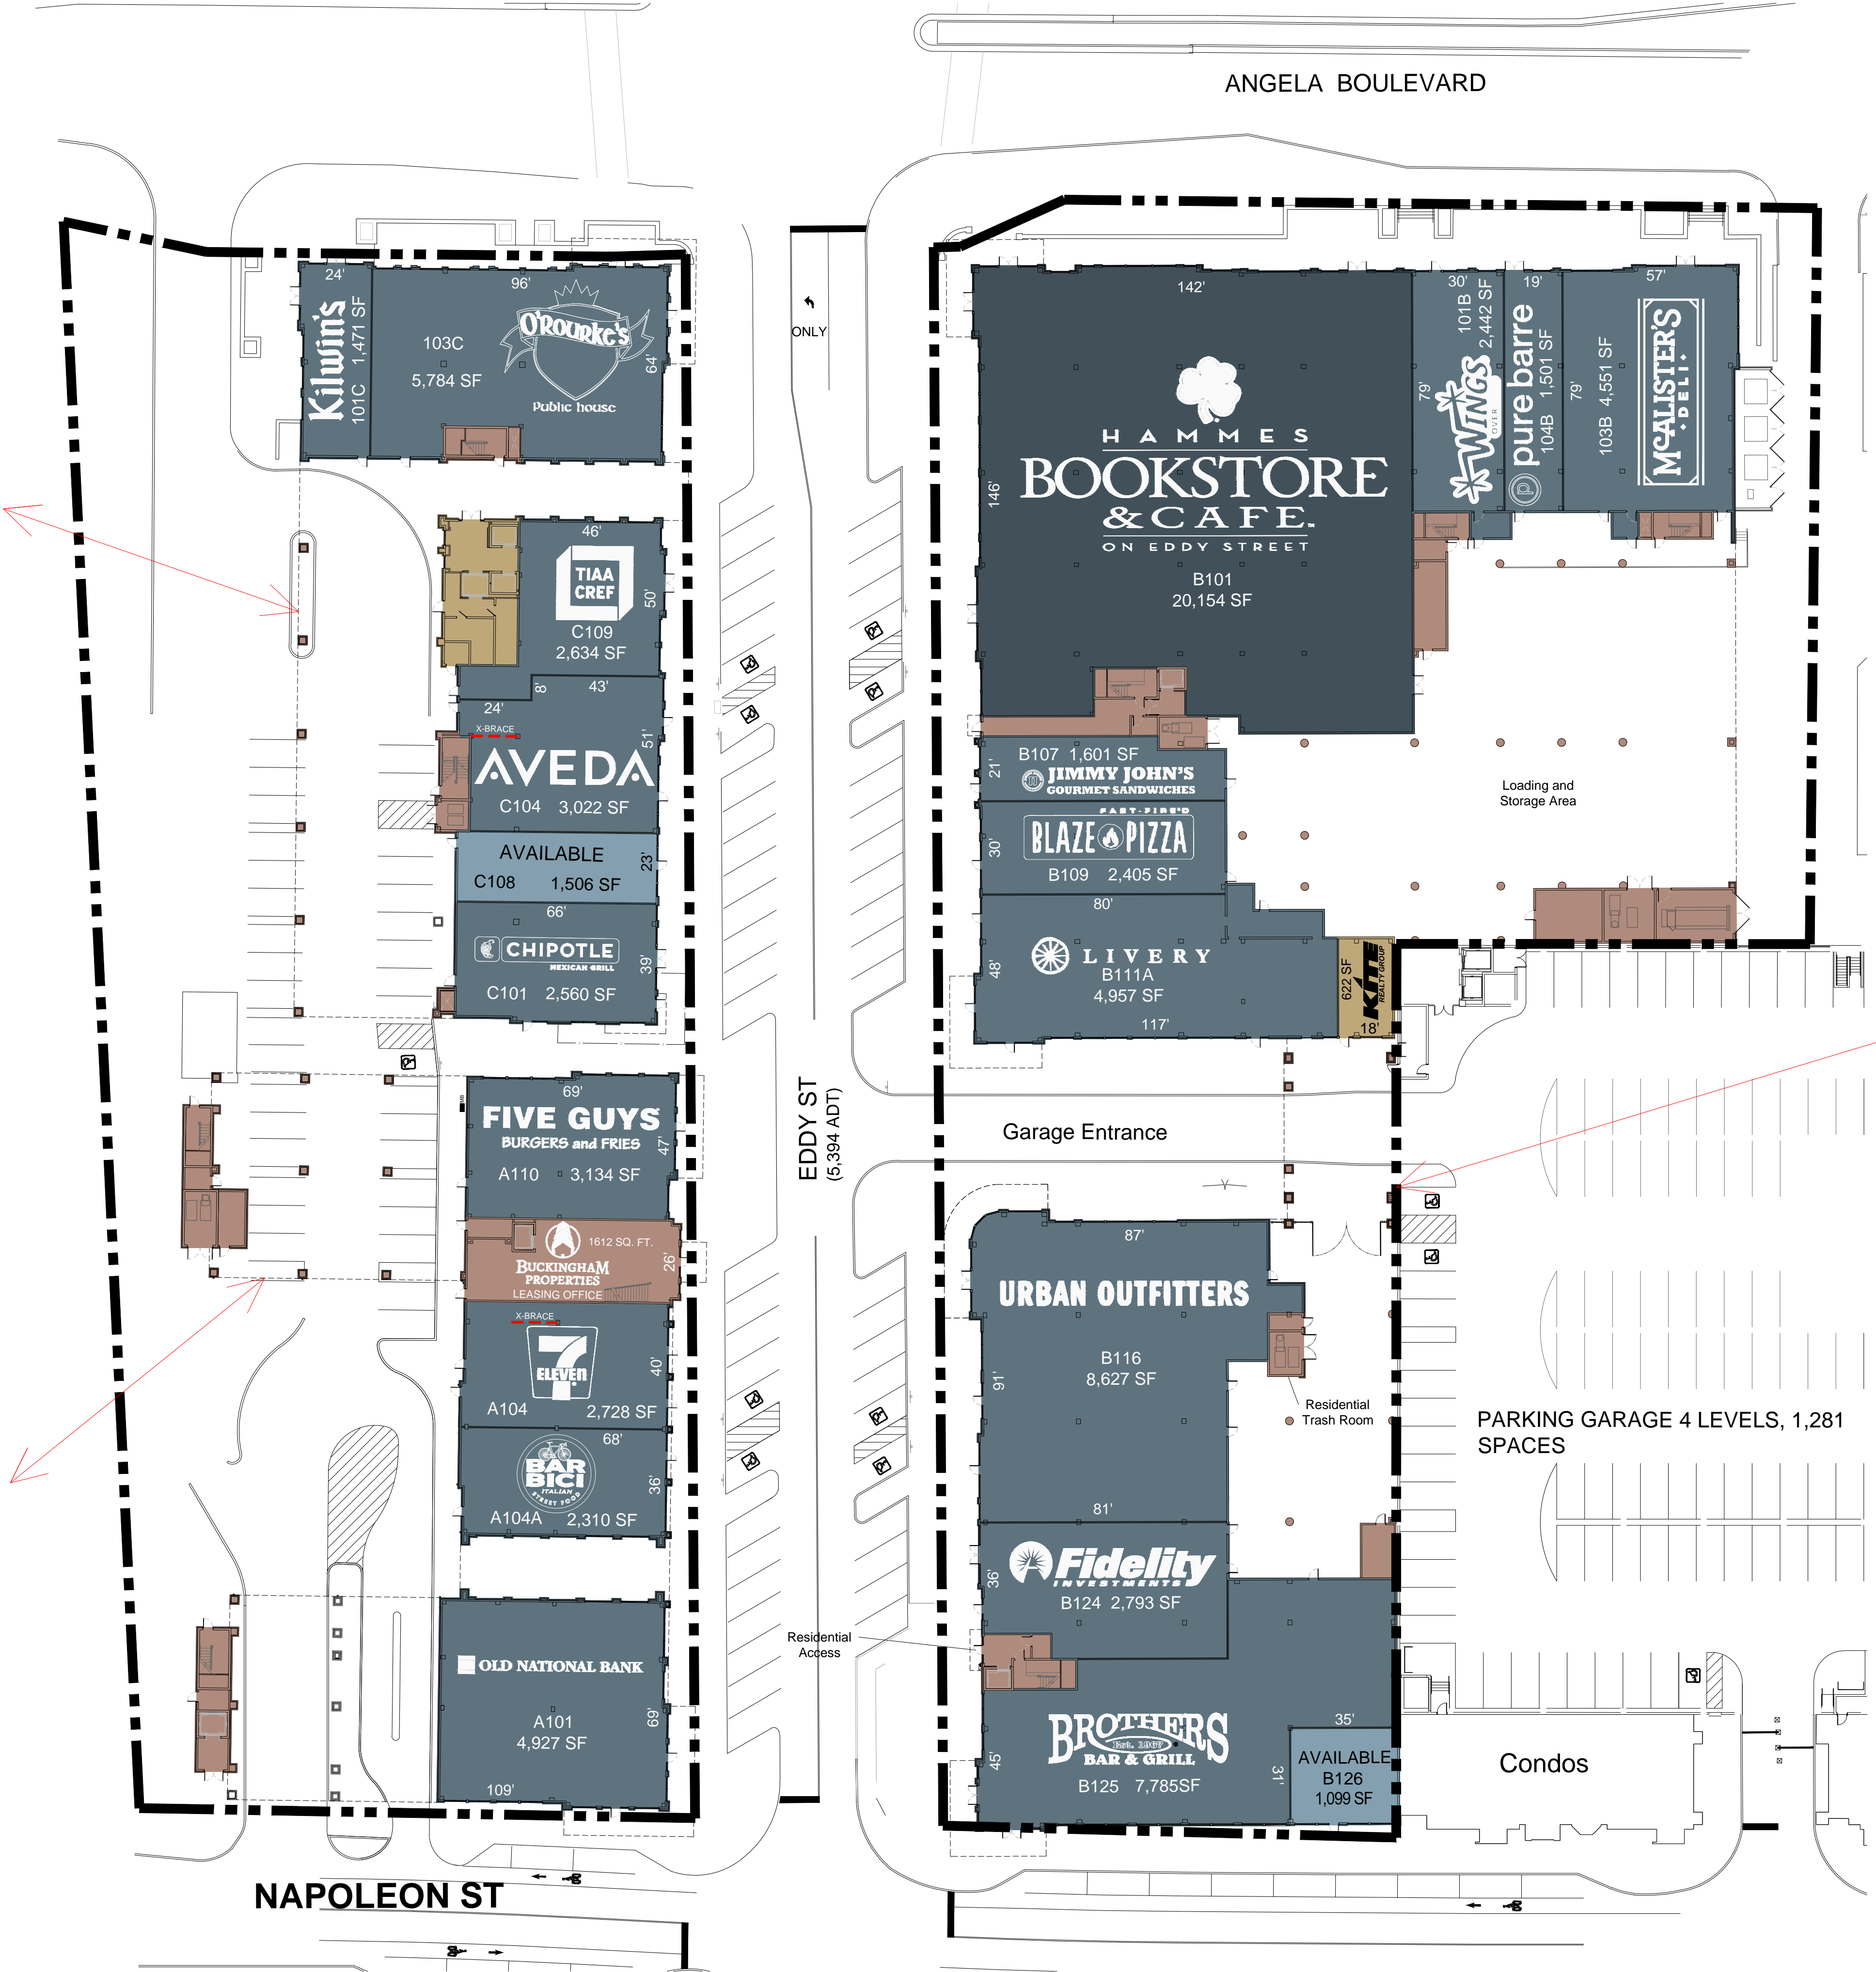 ANGELA BOULEVARD
24'
Kilwin's
101C 1,471 SF
96'
103C
5,784 SF
O'ROURKE'S
Public house
64'
ONLY
46'
TIAA
CREF
50'
C109
2,634 SF
8'
43'
24'
X-BRACE
51'
AVEDA
C104 3,022 SF
AVAILABLE
23'
C108 1,506 SF
66'
CHIPOTLE
MEXICAN GRILL
39'
C101 2,560 SF
69'
FIVE GUYS
BURGERS and FRIES
47'
A110 3,134 SF
1612 SQ. FT.
26'
BUCKINGHAM
PROPERTIES
LEASING OFFICE
X-BRACE
7
ELEVEN
40'
A104 2,728 SF
68'
BAR
BICI
ITALIAN
STREET FOOD
36'
A104A 2,310 SF
OLD NATIONAL BANK
A101
4,927 SF
69'
109'
EDDY ST
(5,394 ADT)
142'
146'
HAMMES
BOOKSTORE
& CAFE
ON EDDY STREET
B101
20,154 SF
30'
79'
WINGS
OVER
101B
2,442 SF
19'
pure barre
104B 1,501 SF
57'
79'
103B 4,551 SF
McALISTER'S
DELI
B107 1,601 SF
21'
JIMMY JOHN'S
GOURMET SANDWICHES
FAST-FIRE'D
BLAZE PIZZA
30'
B109 2,405 SF
80'
LIVERY
48'
B111A
4,957 SF
117'
622 SF
KITE
REALTY GROUP
18'
Loading and
Storage Area
Garage Entrance
87'
URBAN OUTFITTERS
B116
8,627 SF
91'
81'
Residential
Trash Room
PARKING GARAGE 4 LEVELS, 1,281
SPACES
Fidelity
INVESTMENTS
36'
B124 2,793 SF
Residential
Access
BROTHERS
Est. 1967
BAR & GRILL
45'
B125 7,785SF
35'
31'
AVAILABLE
B126
1,099 SF
Condos
NAPOLEON ST